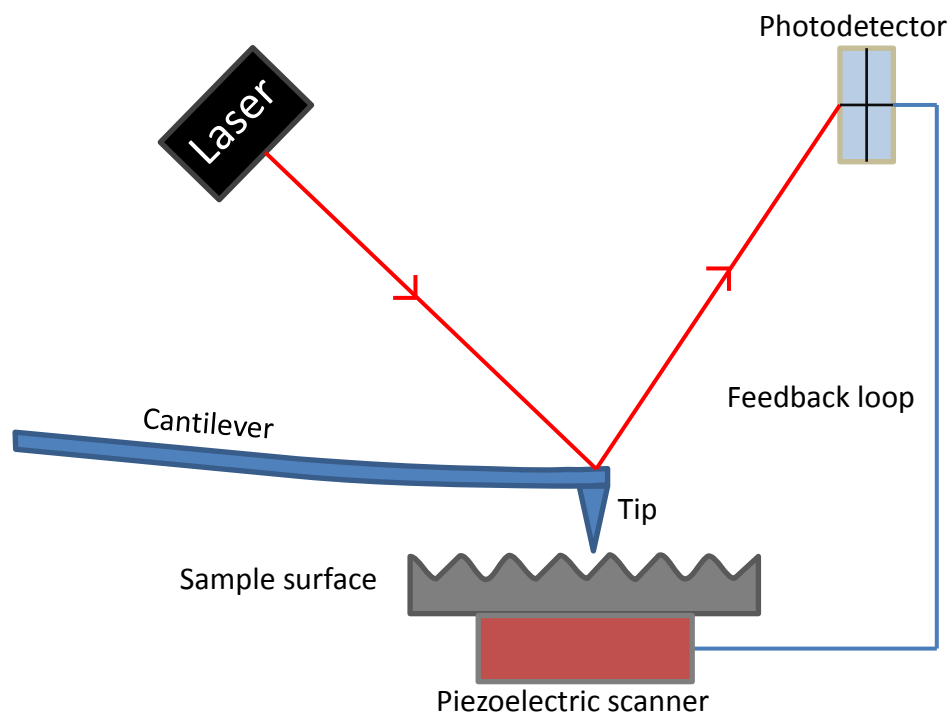 Photodetector
Laser
Feedback loop
Cantilever
Tip
Sample surface
Piezoelectric scanner